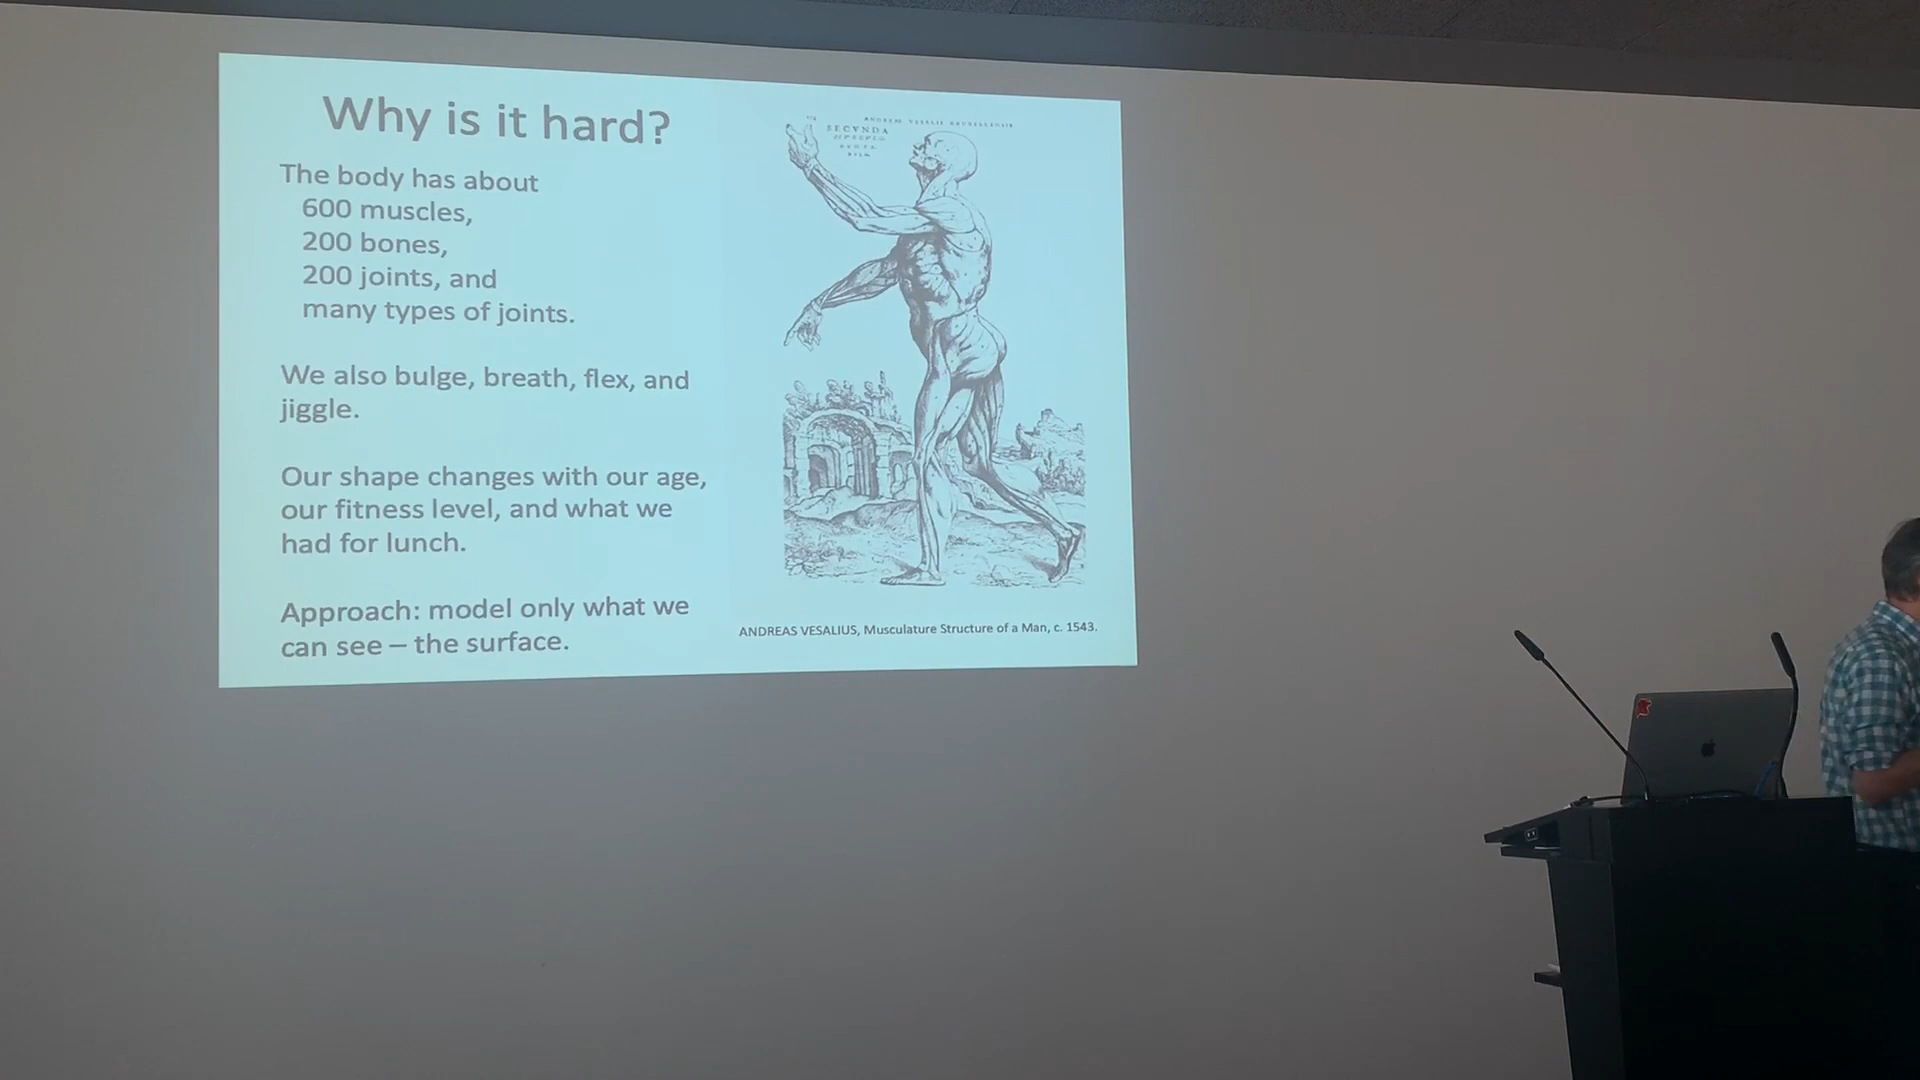 Why is it hard?
The body has about
600 muscles,
200 bones,
200 joints, and
many types of joints.
We also bulge, breath, flex, and
jiggle.
Our shape changes with our age,
our fitness level, and what we
had for lunch.
Approach: model only what we
can see – the surface.
SECVNDA
ANDREAS VESALIUS, Musculature Structure of a Man, c. 1543.